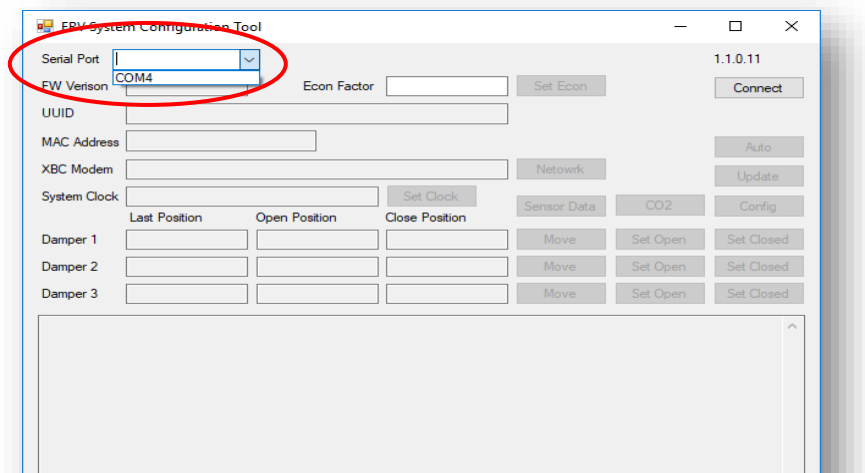 ERV System Configuration Tool
Serial Port 1.1.0.11
COM4
FW Verison Econ Factor Set Econ Connect
UUID
MAC Address Auto
XBC Modem Netowrk Update
System Clock Set Clock Sensor Data CO2 Config
Last Position Open Position Close Position
Damper 1 Move Set Open Set Closed
Damper 2 Move Set Open Set Closed
Damper 3 Move Set Open Set Closed